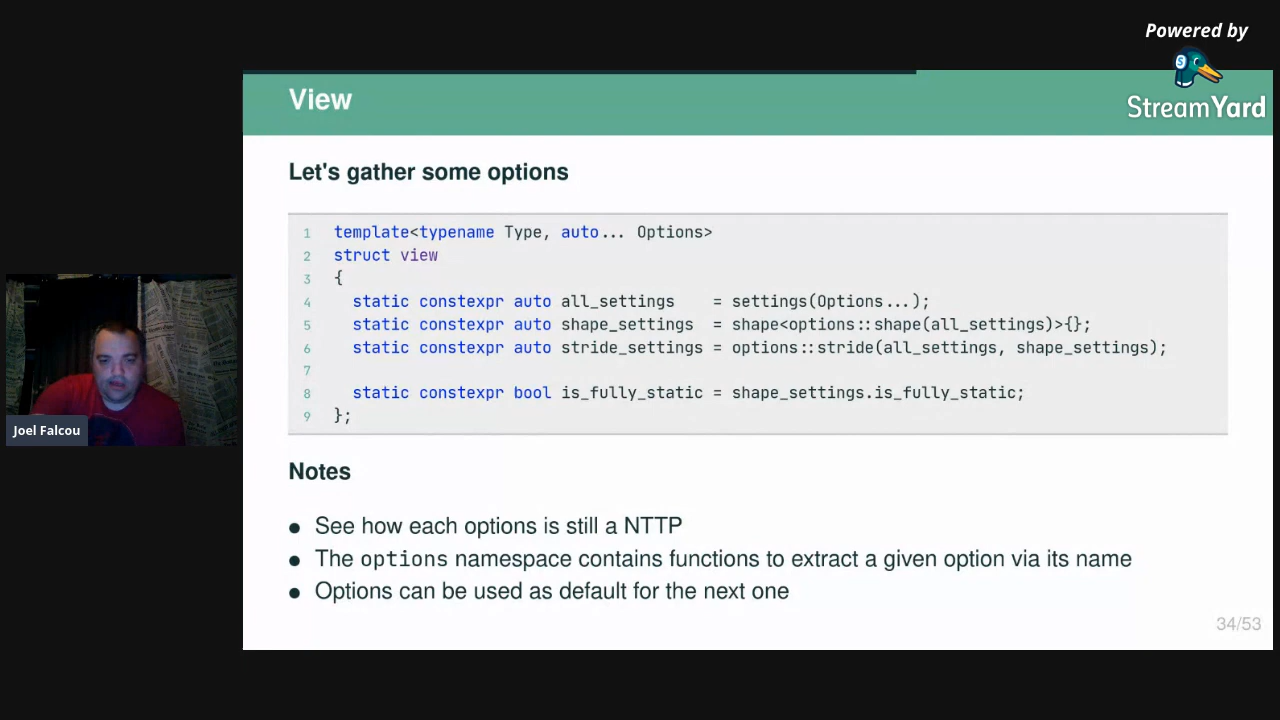 Powered by
StreamYard
View
Let's gather some options
1 template<typename Type, auto... Options>
2 struct view
3 {
4 static constexpr auto all_settings = settings(Options...);
5 static constexpr auto shape_settings = shape<options::shape(all_settings)>{};
6 static constexpr auto stride_settings = options::stride(all_settings, shape_settings);
7
8 static constexpr bool is_fully_static = shape_settings.is_fully_static;
9 };
Joel Falcou
Notes
● See how each options is still a NTTP
● The options namespace contains functions to extract a given option via its name
● Options can be used as default for the next one
34/53